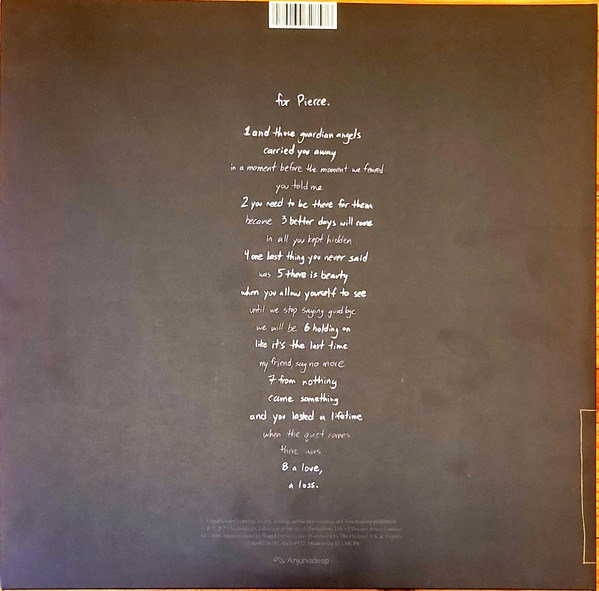 for Pierce.
1 and those guardian angels
carried you away
in a moment before the moment we feared
you told me
2 you need to be there for them
because 3 better days will come
in all you kept hidden
4 one last thing you never said
was 5 there is beauty
when you allow yourself to see
until we stop saying goodbye
we will be 6 holding on
like it's the last time
my friend, say no more
7 from nothing
came something
and you lasted a lifetime
when the quiet comes
there was
8 a love,
a loss.
Anjunadeep